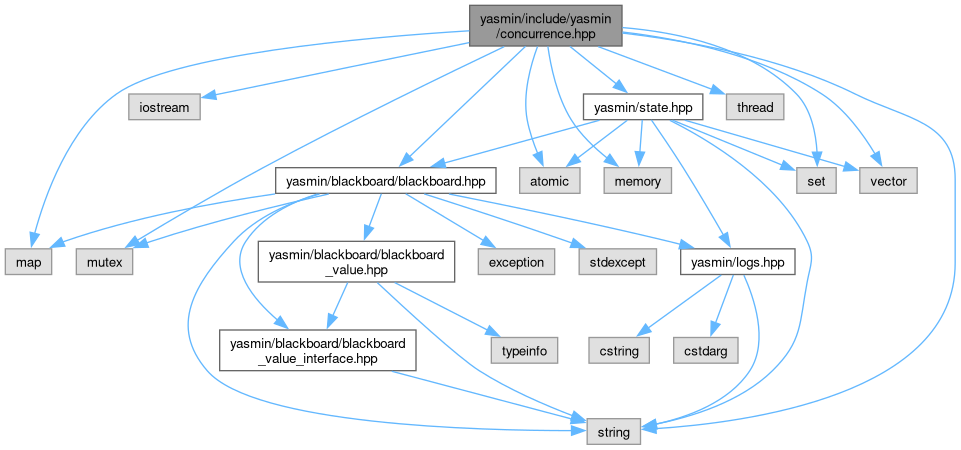 yasmin/include/yasmin
/concurrence.hpp
iostream
yasmin/state.hpp
thread
yasmin/blackboard/blackboard.hpp
atomic
memory
set
vector
map
mutex
yasmin/blackboard/blackboard
_value.hpp
exception
stdexcept
yasmin/logs.hpp
yasmin/blackboard/blackboard
_value_interface.hpp
typeinfo
cstring
cstdarg
string